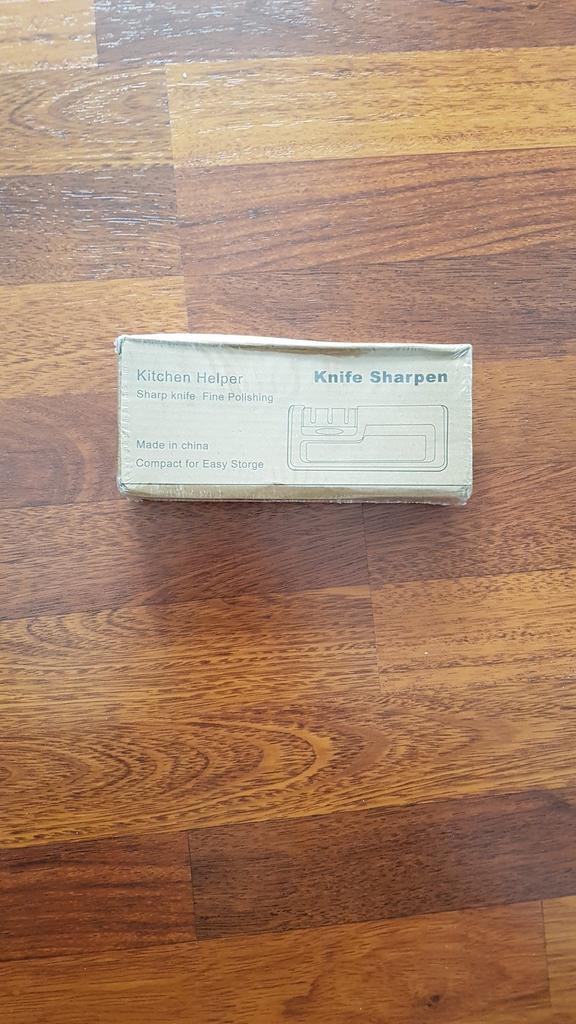 Kitchen Helper
Knife Sharpen
Sharp knife Fine Polishing
Made in china
Compact for Easy Storge